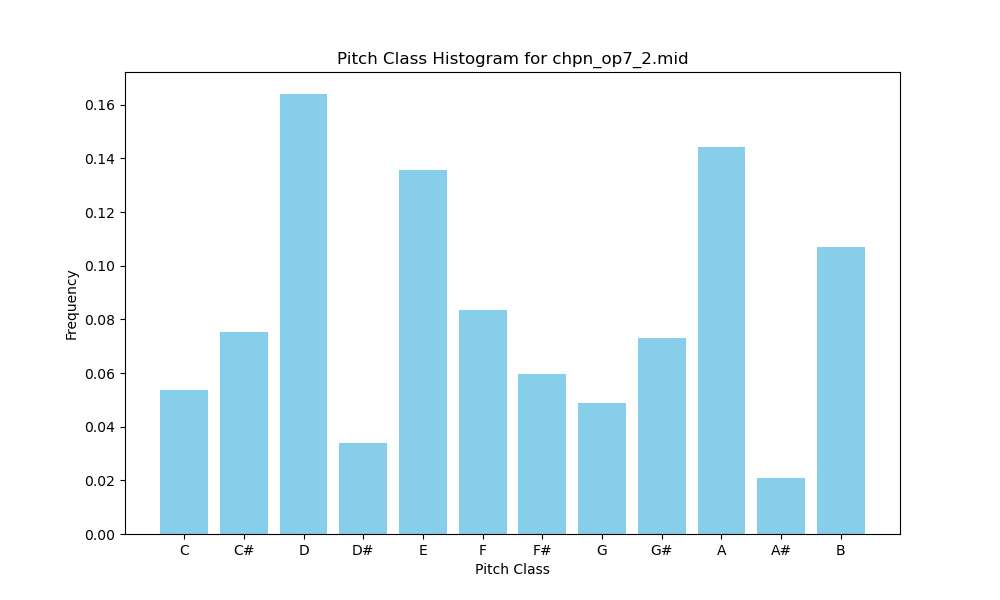 Pitch Class Histogram for chpn_op7_2.mid
Frequency
0.16
0.14
0.12
0.10
0.08
0.06
0.04
0.02
0.00
C C# D D# E F F# G G# A A# B
Pitch Class